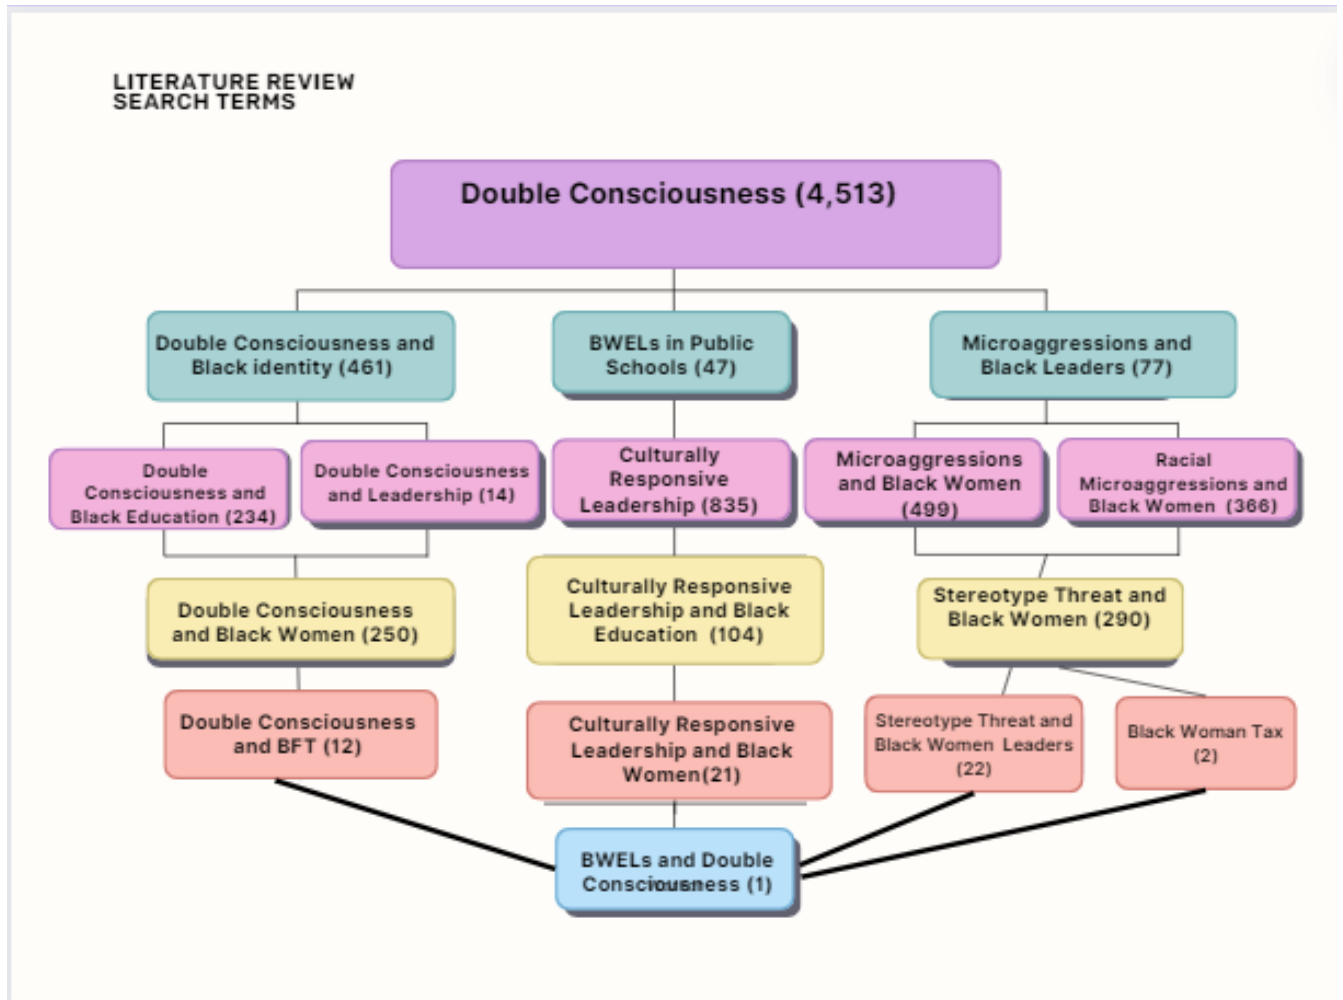 LITERATURE REVIEW
SEARCH TERMS
Double Consciousness (4,513)
Double Consciousness and
Black identity (461)
BWELs in Public
Schools (47)
Microaggressions and
Black Leaders (77)
Double
Consciousness and
Black Education (234)
Double Consciousness
and Leadership (14)
Culturally
Responsive
Leadership (835)
Microaggressions
and Black Women
(499)
Racial
Microaggressions and
Black Women (366)
Double Consciousness
and Black Women (250)
Culturally Responsive
Leadership and Black
Education (104)
Stereotype Threat and
Black Women (290)
Double Consciousness
and BFT (12)
Culturally Responsive
Leadership and Black
Women(21)
Stereotype Threat and
Black Women Leaders
(22)
Black Woman Tax
(2)
BWELs and Double
Consciousness (1)